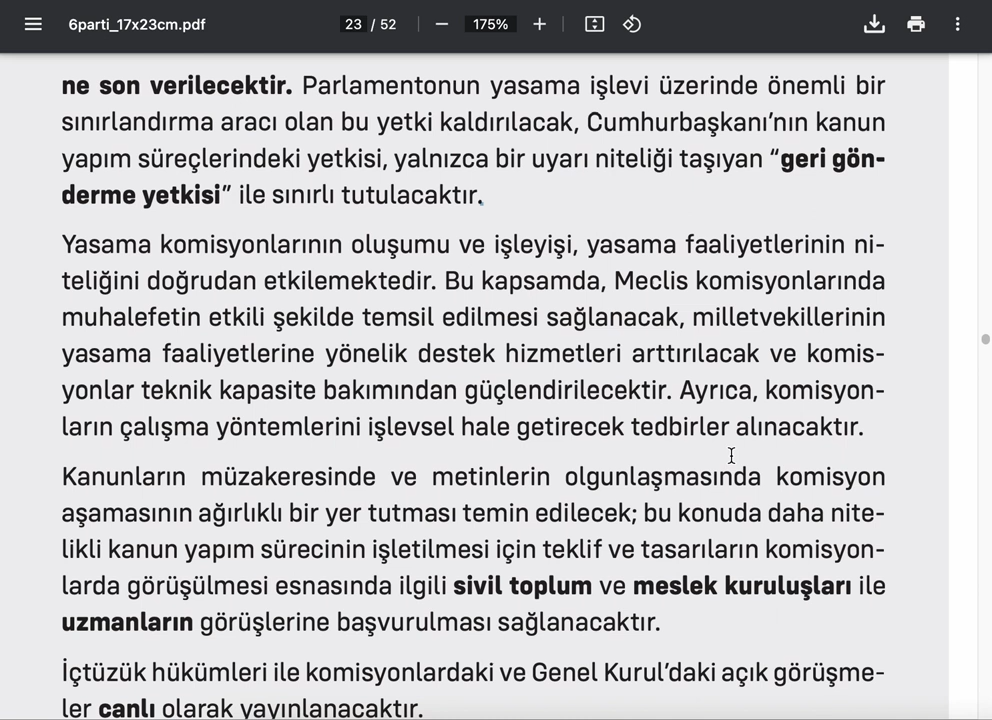 6parti_17x23cm.pdf 23 / 52 175%
ne son verilecektir. Parlamentonun yasama işlevi üzerinde önemli bir
sınırlandırma aracı olan bu yetki kaldırılacak, Cumhurbaşkanı’nın kanun
yapım süreçlerindeki yetkisi, yalnızca bir uyarı niteliği taşıyan “geri gön-
derme yetkisi” ile sınırlı tutulacaktır.
Yasama komisyonlarının oluşumu ve işleyişi, yasama faaliyetlerinin ni-
teliğini doğrudan etkilemektedir. Bu kapsamda, Meclis komisyonlarında
muhalefetin etkili şekilde temsil edilmesi sağlanacak, milletvekillerinin
yasama faaliyetlerine yönelik destek hizmetleri arttırılacak ve komis-
yonlar teknik kapasite bakımından güçlendirilecektir. Ayrıca, komisyon-
ların çalışma yöntemlerini işlevsel hale getirecek tedbirler alınacaktır.
Kanunların müzakeresinde ve metinlerin olgunlaşmasında komisyon
aşamasının ağırlıklı bir yer tutması temin edilecek; bu konuda daha nite-
likli kanun yapım sürecinin işletilmesi için teklif ve tasarıların komisyon-
larda görüşülmesi esnasında ilgili sivil toplum ve meslek kuruluşları ile
uzmanların görüşlerine başvurulması sağlanacaktır.
İçtüzük hükümleri ile komisyonlardaki ve Genel Kurul’daki açık görüşme-
ler canlı olarak yayınlanacaktır.